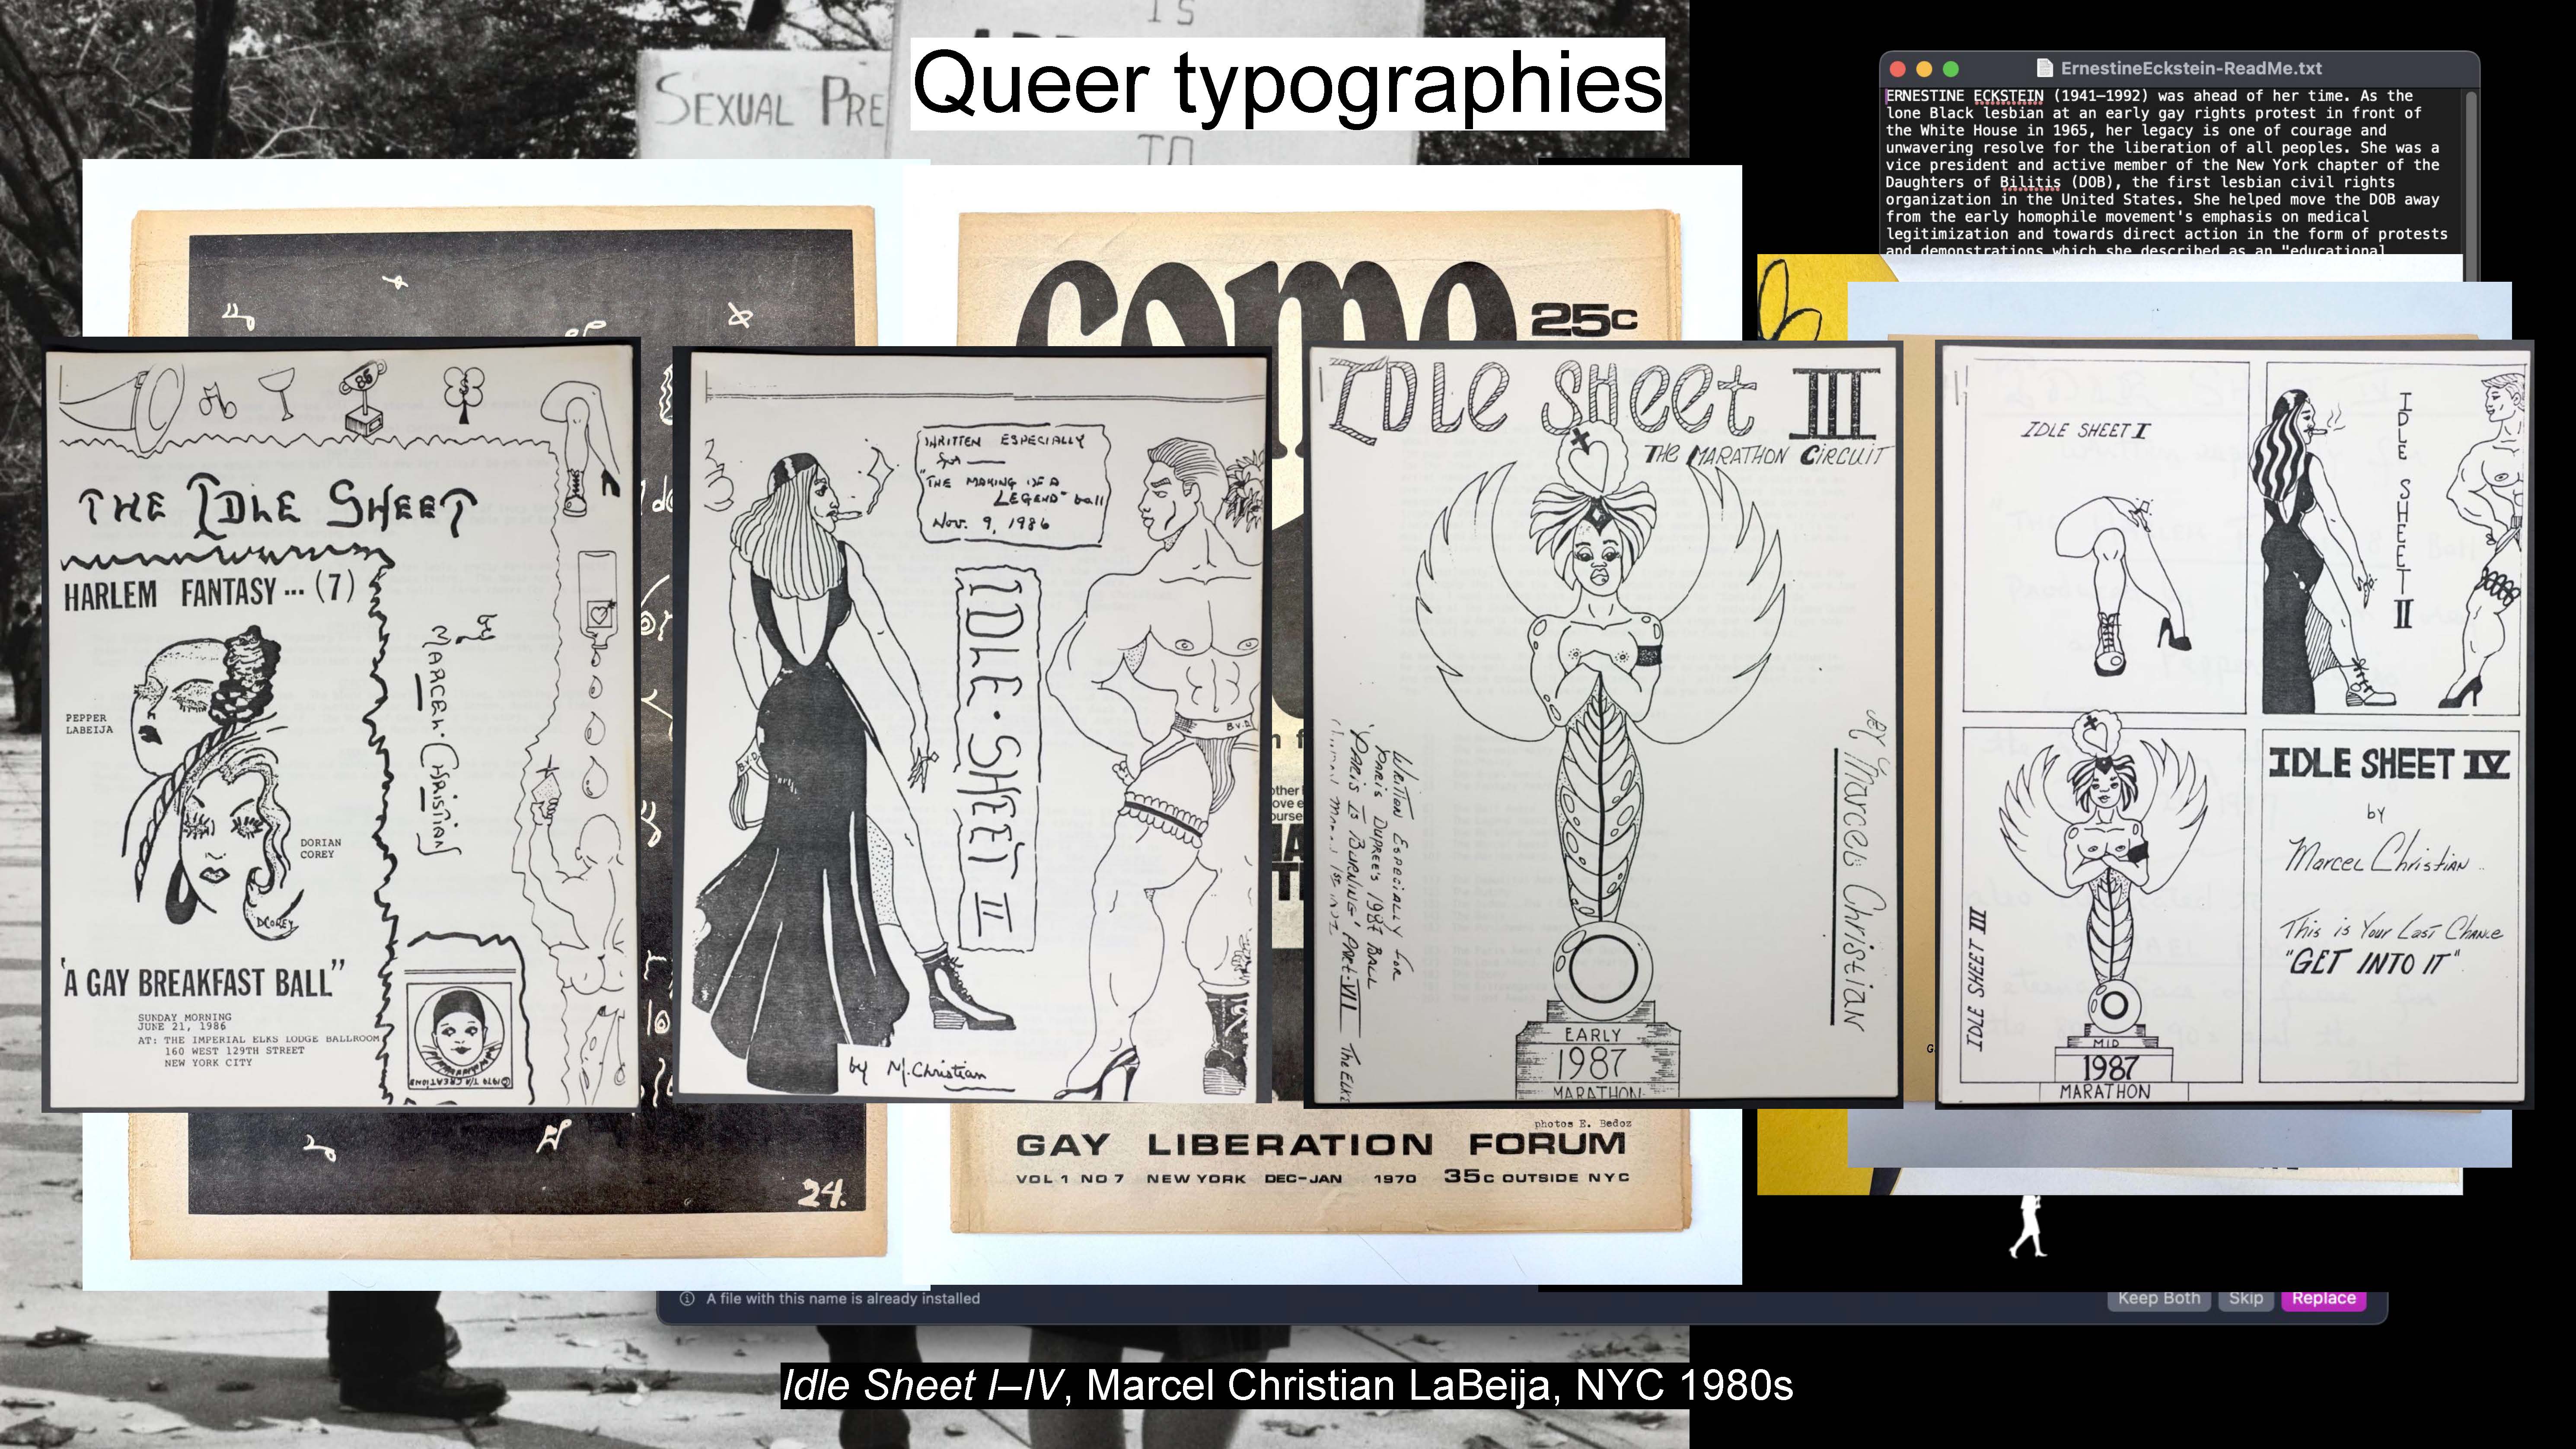 IS
Queer typographies
SEXUAL PRE
TO
ErnestineEckstein-ReadMe.txt
ERNESTINE ECKSTEIN (1941–1992) was ahead of her time. As the
lone Black lesbian at an early gay rights protest in front of
the White House in 1965, her legacy is one of courage and
unwavering resolve for the liberation of all peoples. She was a
vice president and active member of the New York chapter of the
Daughters of Bilitis (DOB), the first lesbian civil rights
organization in the United States. She helped move the DOB away
from the early homophile movement's emphasis on medical
legitimization and towards direct action in the form of protests
and demonstrations which she described as an "educational
come
25c
86
$
THE IDLE SHEET
HARLEM FANTASY ... (7)
PEPPER
LABEIJA
DORIAN
COREY
DCOREY
MARCEL CHRISTIAN
'A GAY BREAKFAST BALL"
SUNDAY MORNING
JUNE 21, 1986
AT: THE IMPERIAL ELKS LODGE BALLROOM
160 WEST 129TH STREET
NEW YORK CITY
©1979 T/A CREATIONS
WRITTEN ESPECIALLY
for —
"THE MAKING OF A
LEGEND" ball
Nov. 9, 1986
IDLE·SHEET II
B.V.D
B.V.D
by M.Christian
IDLe SHeet III
THE MARATHON CIRCUIT
WRITTEN ESPECIALLY FOR
PARIS DUPREE'S 1987 BALL
'PARIS IS BURNING' PART-VII
The ELKS
BY Marcel Christian
EARLY
1987
MARATHON
IDLE SHEET I
IDLE SHEET II
IDLE SHEET III
MID
1987
MARATHON
IDLE SHEET IV
by
Marcel Christian
This is Your Last Chance
"GET INTO IT"
24.
photos E. Bedoz
GAY LIBERATION FORUM
VOL 1 NO 7 NEW YORK DEC-JAN 1970 35c OUTSIDE NYC
A file with this name is already installed
Keep Both Skip Replace
Idle Sheet I–IV, Marcel Christian LaBeija, NYC 1980s